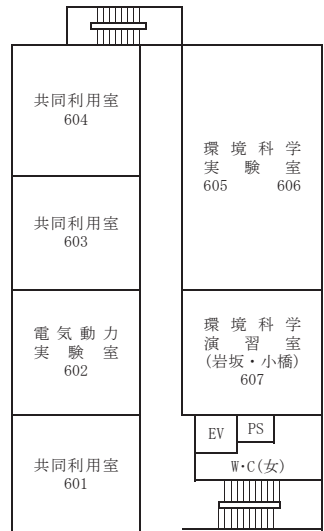 共同利用室
604
共同利用室
603
電気動力
実験室
602
共同利用室
601
環境科学
実験室
605 606
環境科学
演習室
(岩坂・小橋)
607
EV
PS
W・C(女)